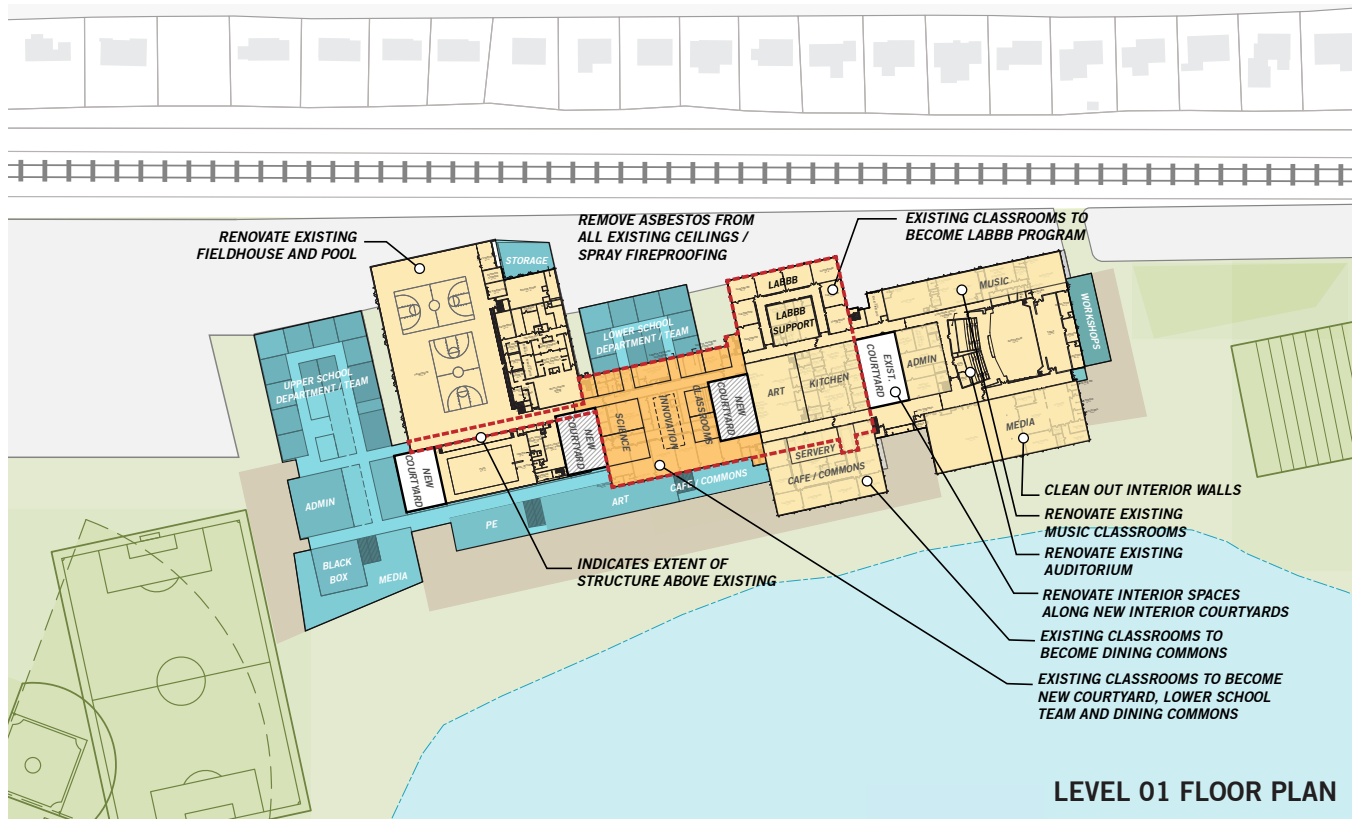 RENOVATE EXISTING
FIELDHOUSE AND POOL
REMOVE ASBESTOS FROM
ALL EXISTING CEILINGS /
SPRAY FIREPROOFING
EXISTING CLASSROOMS TO
BECOME LABBB PROGRAM
STORAGE
LABBB
LABBB
SUPPORT
MUSIC
WORKSHOPS
LOWER SCHOOL
DEPARTMENT / TEAM
UPPER SCHOOL
DEPARTMENT / TEAM
EXIST.
COURTYARD
ADMIN
KITCHEN
ART
NEW
COURTYARD
CLASSROOMS
INNOVATION
SCIENCE
NEW
COURTYARD
NEW
COURTYARD
MEDIA
SERVERY
CAFE / COMMONS
CAFE / COMMONS
ART
PE
ADMIN
BLACK
BOX
MEDIA
INDICATES EXTENT OF
STRUCTURE ABOVE EXISTING
CLEAN OUT INTERIOR WALLS
RENOVATE EXISTING
MUSIC CLASSROOMS
RENOVATE EXISTING
AUDITORIUM
RENOVATE INTERIOR SPACES
ALONG NEW INTERIOR COURTYARDS
EXISTING CLASSROOMS TO
BECOME DINING COMMONS
EXISTING CLASSROOMS TO BECOME
NEW COURTYARD, LOWER SCHOOL
TEAM AND DINING COMMONS
LEVEL 01 FLOOR PLAN